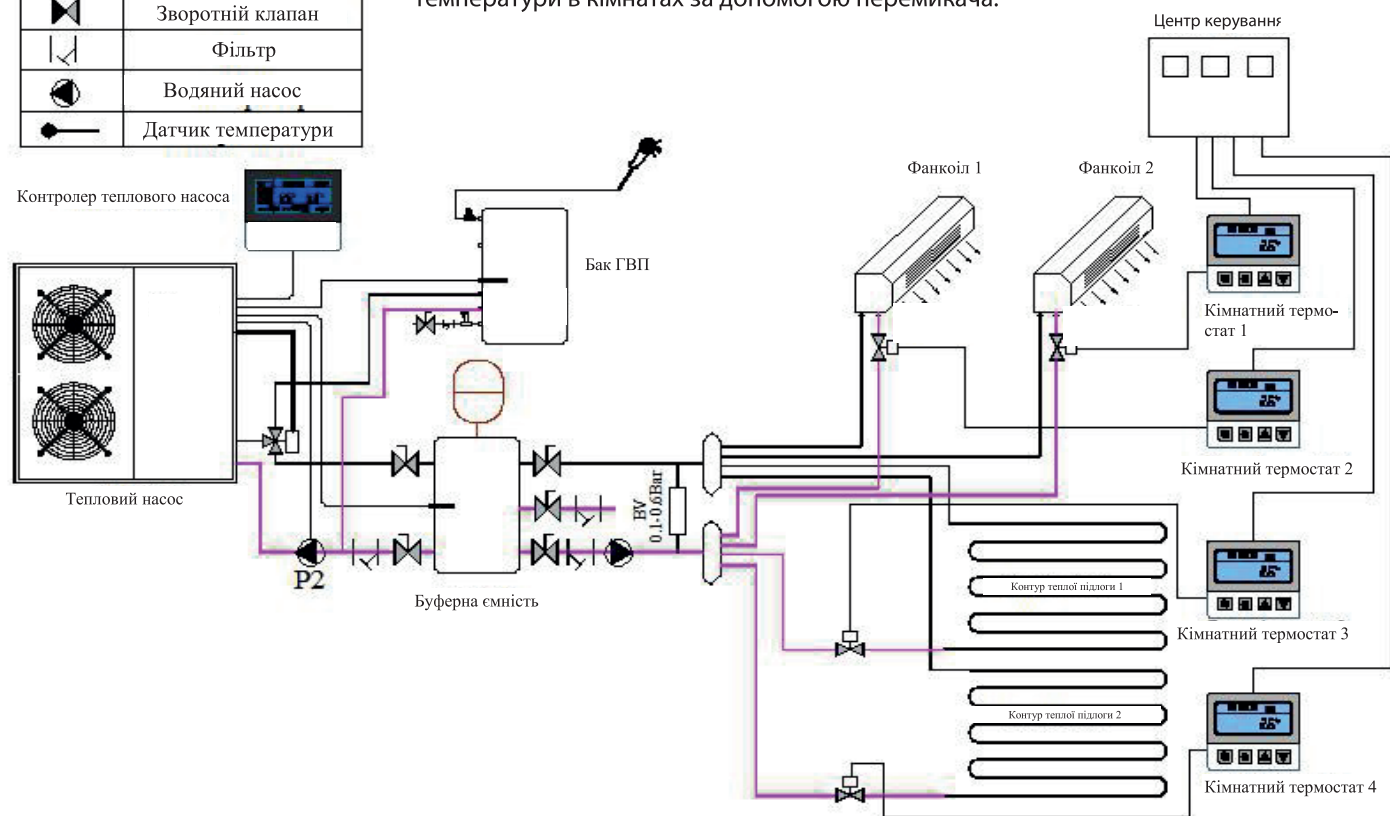 температури в кімнатах за допомогою перемикача.
Зворотній клапан
Фільтр
Водяний насос
Датчик температури
Центр керування
Контролер теплового насоса
Фанкоіл 1
Фанкоіл 2
Бак ГВП
Кімнатний термо-
стат 1
Кімнатний термостат 2
Тепловий насос
BV
0.1-0.6Bar
P2
Буферна ємність
Контур теплої підлоги 1
Кімнатний термостат 3
Контур теплої підлоги 2
Кімнатний термостат 4